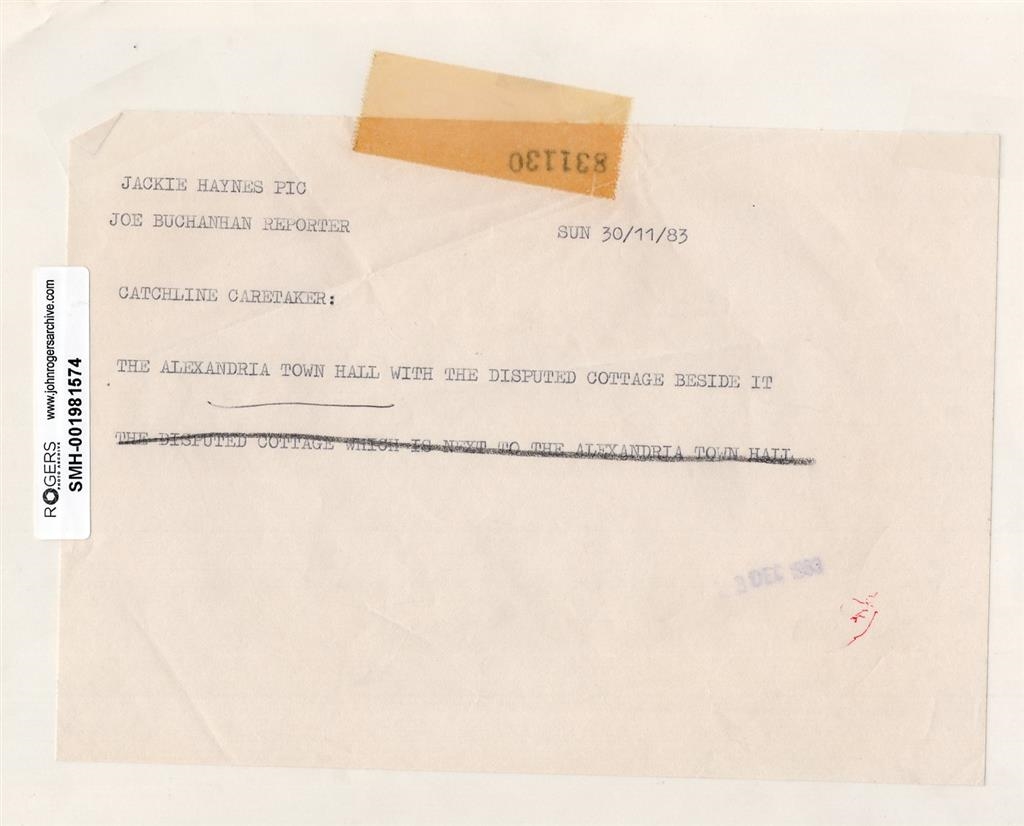 831130
JACKIE HAYNES PIC
JOE BUCHANHAN REPORTER
SUN 30/11/83
CATCHLINE CARETAKER:
THE ALEXANDRIA TOWN HALL WITH THE DISPUTED COTTAGE BESIDE IT
THE DISPUTED COTTAGE WHICH IS NEXT TO THE ALEXANDRIA TOWN HALL
ROGERS www.johnrogersarchive.com
PHOTO ARCHIVE
SMH-001981574